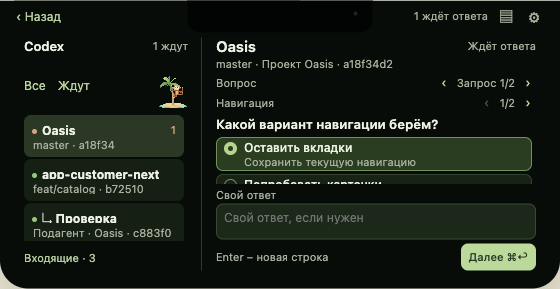 ‹ Назад
1 ждёт ответа
Codex
1 ждут
Все Ждут
Oasis 1
master · a18f34
app-customer-next
feat/catalog · b72510
Проверка
Подагент · Oasis · c883f0
Входящие · 3
Oasis
Ждёт ответа
master · Проект Oasis · a18f34d2
Вопрос
‹ Запрос 1/2 ›
Навигация
‹ 1/2 ›
Какой вариант навигации берём?
Оставить вкладки
Сохранить текущую навигацию
Попробовать карточки
Свой ответ
Свой ответ, если нужен
Enter – новая строка
Далее ⌘↩